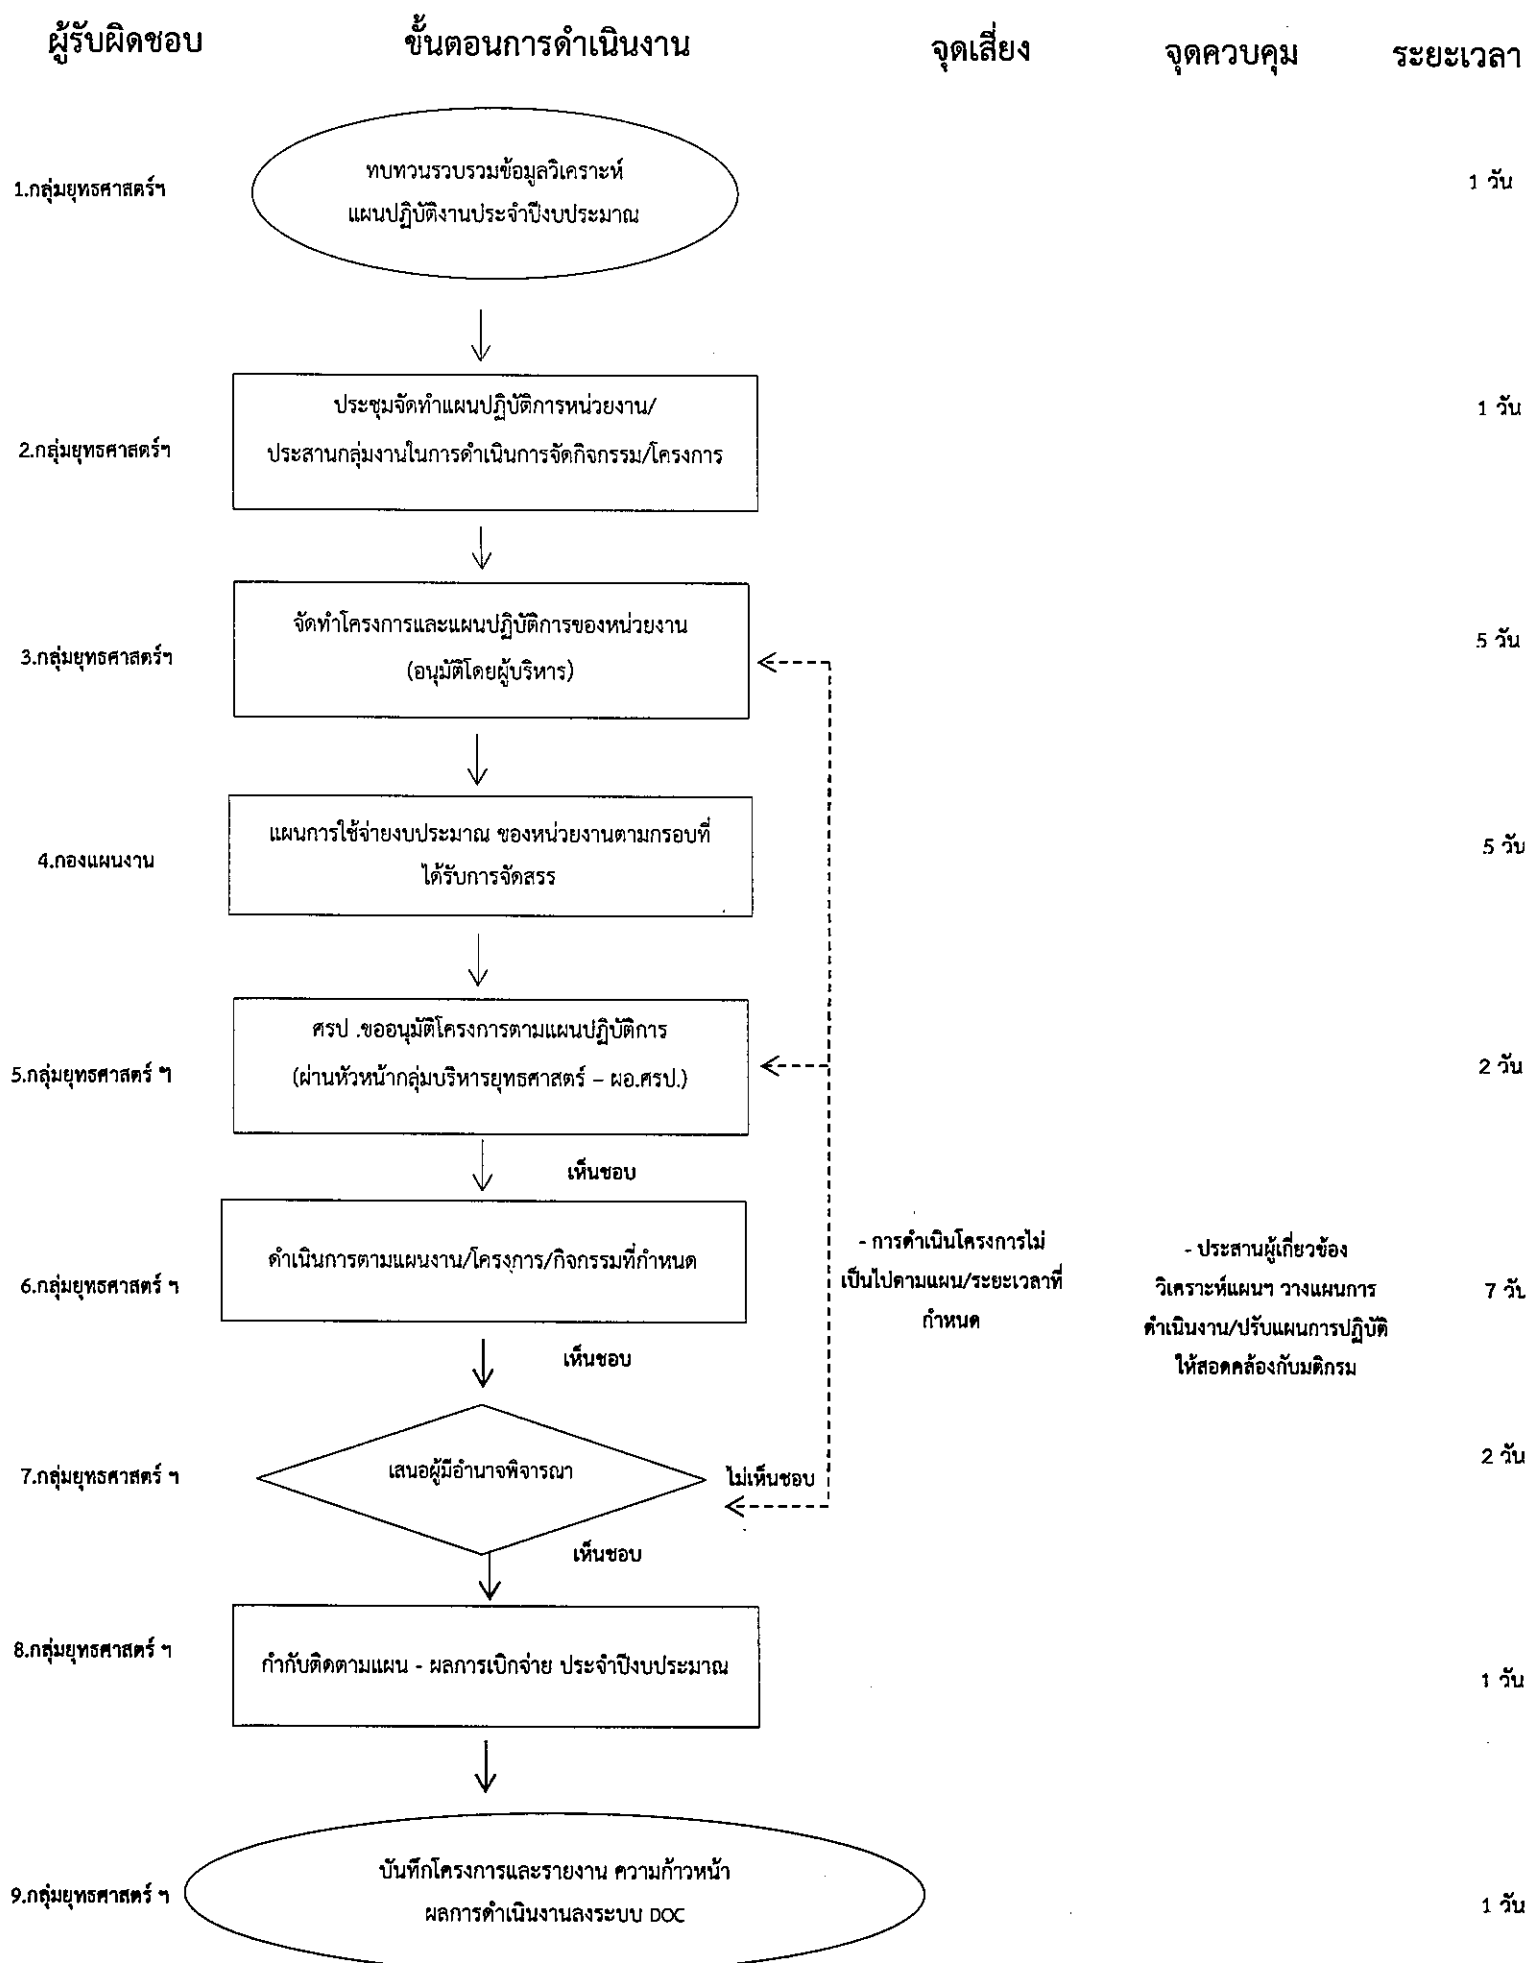 ผู้รับผิดชอบ ขั้นตอนการดำเนินงาน จุดเสี่ยง จุดควบคุม ระยะเวลา
1.กลุ่มยุทธศาสตร์ฯ
ทบทวนรวบรวมข้อมูลวิเคราะห์
แผนปฏิบัติงานประจำปีงบประมาณ
1 วัน
2.กลุ่มยุทธศาสตร์ฯ
ประชุมจัดทำแผนปฏิบัติการหน่วยงาน/
ประสานกลุ่มงานในการดำเนินการจัดกิจกรรม/โครงการ
1 วัน
3.กลุ่มยุทธศาสตร์ฯ
จัดทำโครงการและแผนปฏิบัติการของหน่วยงาน
(อนุมัติโดยผู้บริหาร)
5 วัน
4.กองแผนงาน
แผนการใช้จ่ายงบประมาณ ของหน่วยงานตามกรอบที่
ได้รับการจัดสรร
5 วัน
5.กลุ่มยุทธศาสตร์ ฯ
ศรป .ขออนุมัติโครงการตามแผนปฏิบัติการ
(ผ่านหัวหน้ากลุ่มบริหารยุทธศาสตร์ – ผอ.ศรป.)
2 วัน
เห็นชอบ
6.กลุ่มยุทธศาสตร์ ฯ
ดำเนินการตามแผนงาน/โครงการ/กิจกรรมที่กำหนด
- การดำเนินโครงการไม่
เป็นไปตามแผน/ระยะเวลาที่
กำหนด
- ประสานผู้เกี่ยวข้อง
วิเคราะห์แผนฯ วางแผนการ
ดำเนินงาน/ปรับแผนการปฏิบัติ
ให้สอดคล้องกับมติกรม
7 วัน
เห็นชอบ
7.กลุ่มยุทธศาสตร์ ฯ
เสนอผู้มีอำนาจพิจารณา
ไม่เห็นชอบ
2 วัน
เห็นชอบ
8.กลุ่มยุทธศาสตร์ ฯ
กำกับติดตามแผน - ผลการเบิกจ่าย ประจำปีงบประมาณ
1 วัน
9.กลุ่มยุทธศาสตร์ ฯ
บันทึกโครงการและรายงาน ความก้าวหน้า
ผลการดำเนินงานลงระบบ DOC
1 วัน